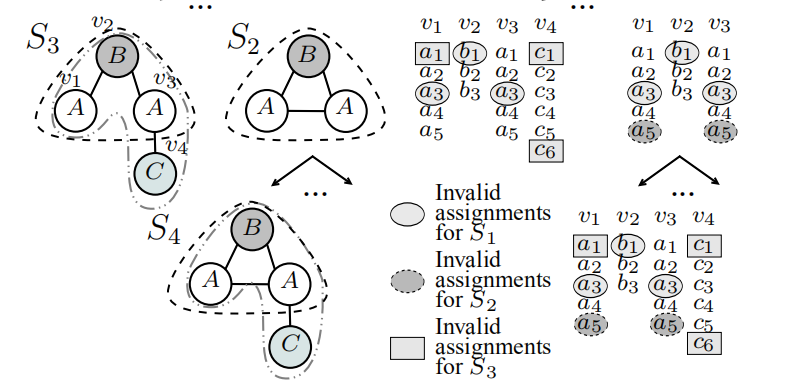 ...
...
S3
v2
B
v1
v3
A
A
v4
C
S2
B
A
A
v1 v2 v3 v4
a1 b1 a1 c1
a2 b2 a2 c2
a3 b3 a3 c3
a4 a4 c4
a5 a5 c5
c6
v1 v2 v3
a1 b1 a1
a2 b2 a2
a3 b3 a3
a4 a4
a5 a5
...
...
S4
B
A
A
C
Invalid
assignments
for S1
Invalid
assignments
for S2
Invalid
assignments
for S3
v1 v2 v3 v4
a1 b1 a1 c1
a2 b2 a2 c2
a3 b3 a3 c3
a4 a4 c4
a5 a5 c5
c6